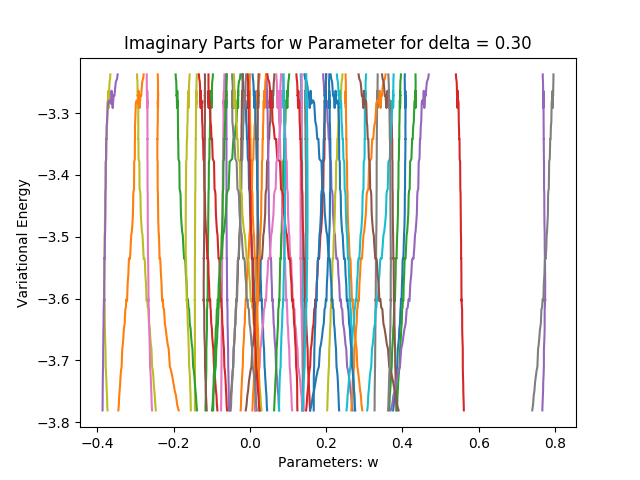 Imaginary Parts for w Parameter for delta = 0.30
Variational Energy
−3.3
−3.4
−3.5
−3.6
−3.7
−3.8
−0.4 −0.2 0.0 0.2 0.4 0.6 0.8
Parameters: w